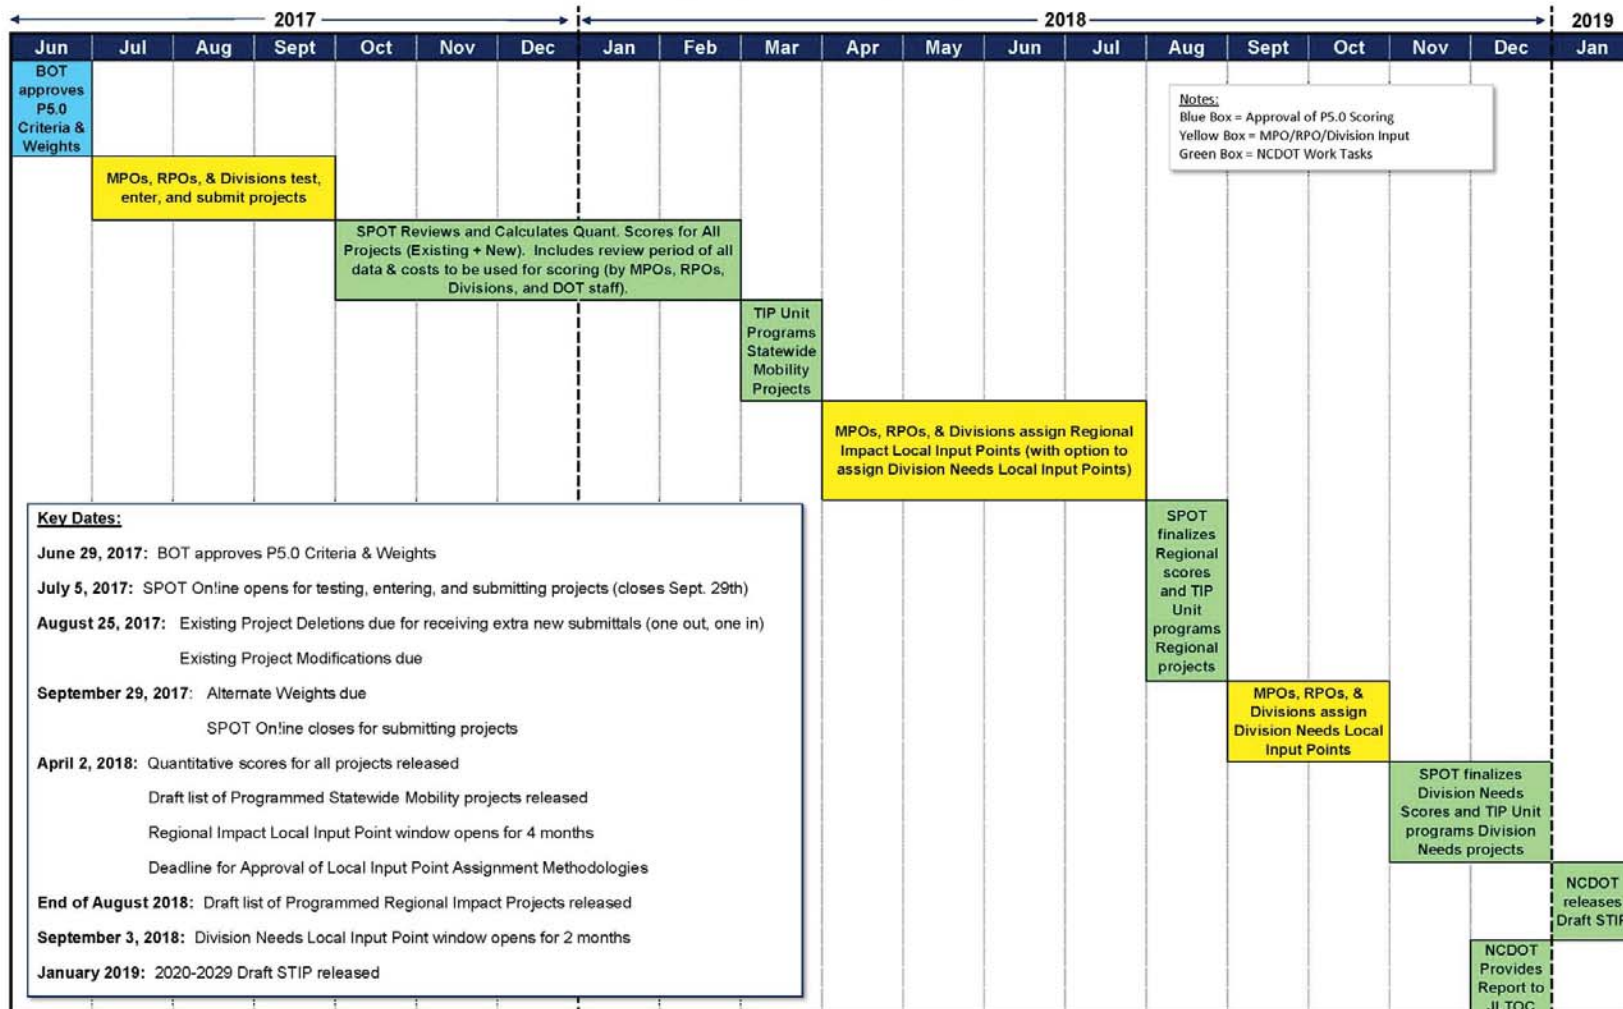 2017
2018
2019
Jun Jul Aug Sept Oct Nov Dec Jan Feb Mar Apr May Jun Jul Aug Sept Oct Nov Dec Jan
BOT
approves
P5.0
Criteria &
Weights
Notes:
Blue Box = Approval of P5.0 Scoring
Yellow Box = MPO/RPO/Division Input
Green Box = NCDOT Work Tasks
MPOs, RPOs, & Divisions test,
enter, and submit projects
SPOT Reviews and Calculates Quant. Scores for All
Projects (Existing + New). Includes review period of all
data & costs to be used for scoring (by MPOs, RPOs,
Divisions, and DOT staff).
TIP Unit
Programs
Statewide
Mobility
Projects
MPOs, RPOs, & Divisions assign Regional
Impact Local Input Points (with option to
assign Division Needs Local Input Points)
SPOT
finalizes
Regional
scores
and TIP
Unit
programs
Regional
projects
MPOs, RPOs, &
Divisions assign
Division Needs Local
Input Points
SPOT finalizes
Division Needs
Scores and TIP Unit
programs Division
Needs projects
NCDOT
releases
Draft STIP
NCDOT
Provides
Report to
JLTOC
Key Dates:
June 29, 2017: BOT approves P5.0 Criteria & Weights
July 5, 2017: SPOT On!ine opens for testing, entering, and submitting projects (closes Sept. 29th)
August 25, 2017: Existing Project Deletions due for receiving extra new submittals (one out, one in)
Existing Project Modifications due
September 29, 2017: Alternate Weights due
SPOT On!ine closes for submitting projects
April 2, 2018: Quantitative scores for all projects released
Draft list of Programmed Statewide Mobility projects released
Regional Impact Local Input Point window opens for 4 months
Deadline for Approval of Local Input Point Assignment Methodologies
End of August 2018: Draft list of Programmed Regional Impact Projects released
September 3, 2018: Division Needs Local Input Point window opens for 2 months
January 2019: 2020-2029 Draft STIP released